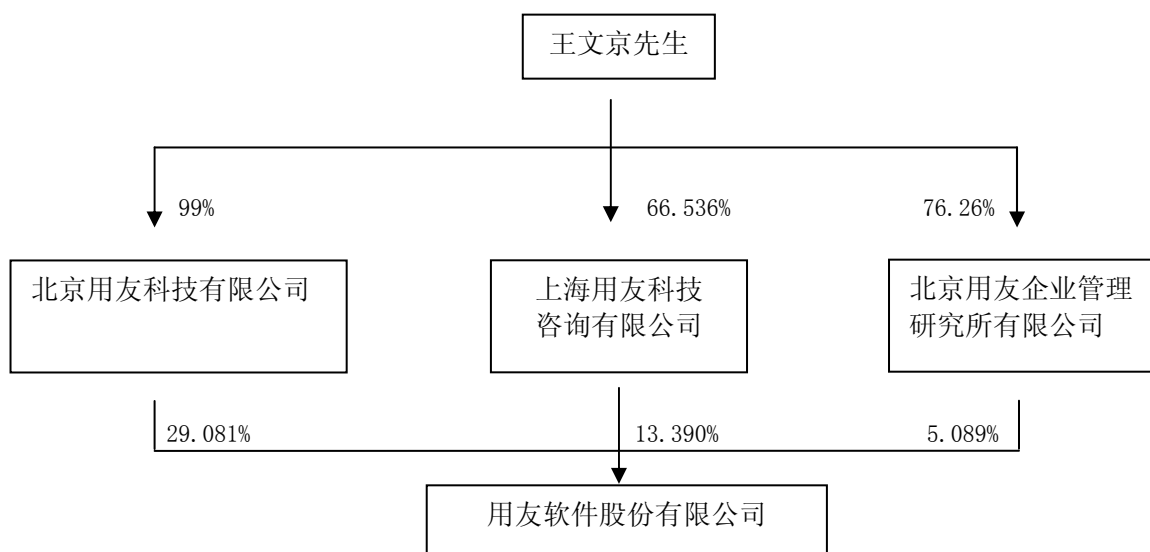 王文京先生
99%
66.536%
76.26%
北京用友科技有限公司
上海用友科技
咨询有限公司
北京用友企业管理
研究所有限公司
29.081%
13.390%
5.089%
用友软件股份有限公司